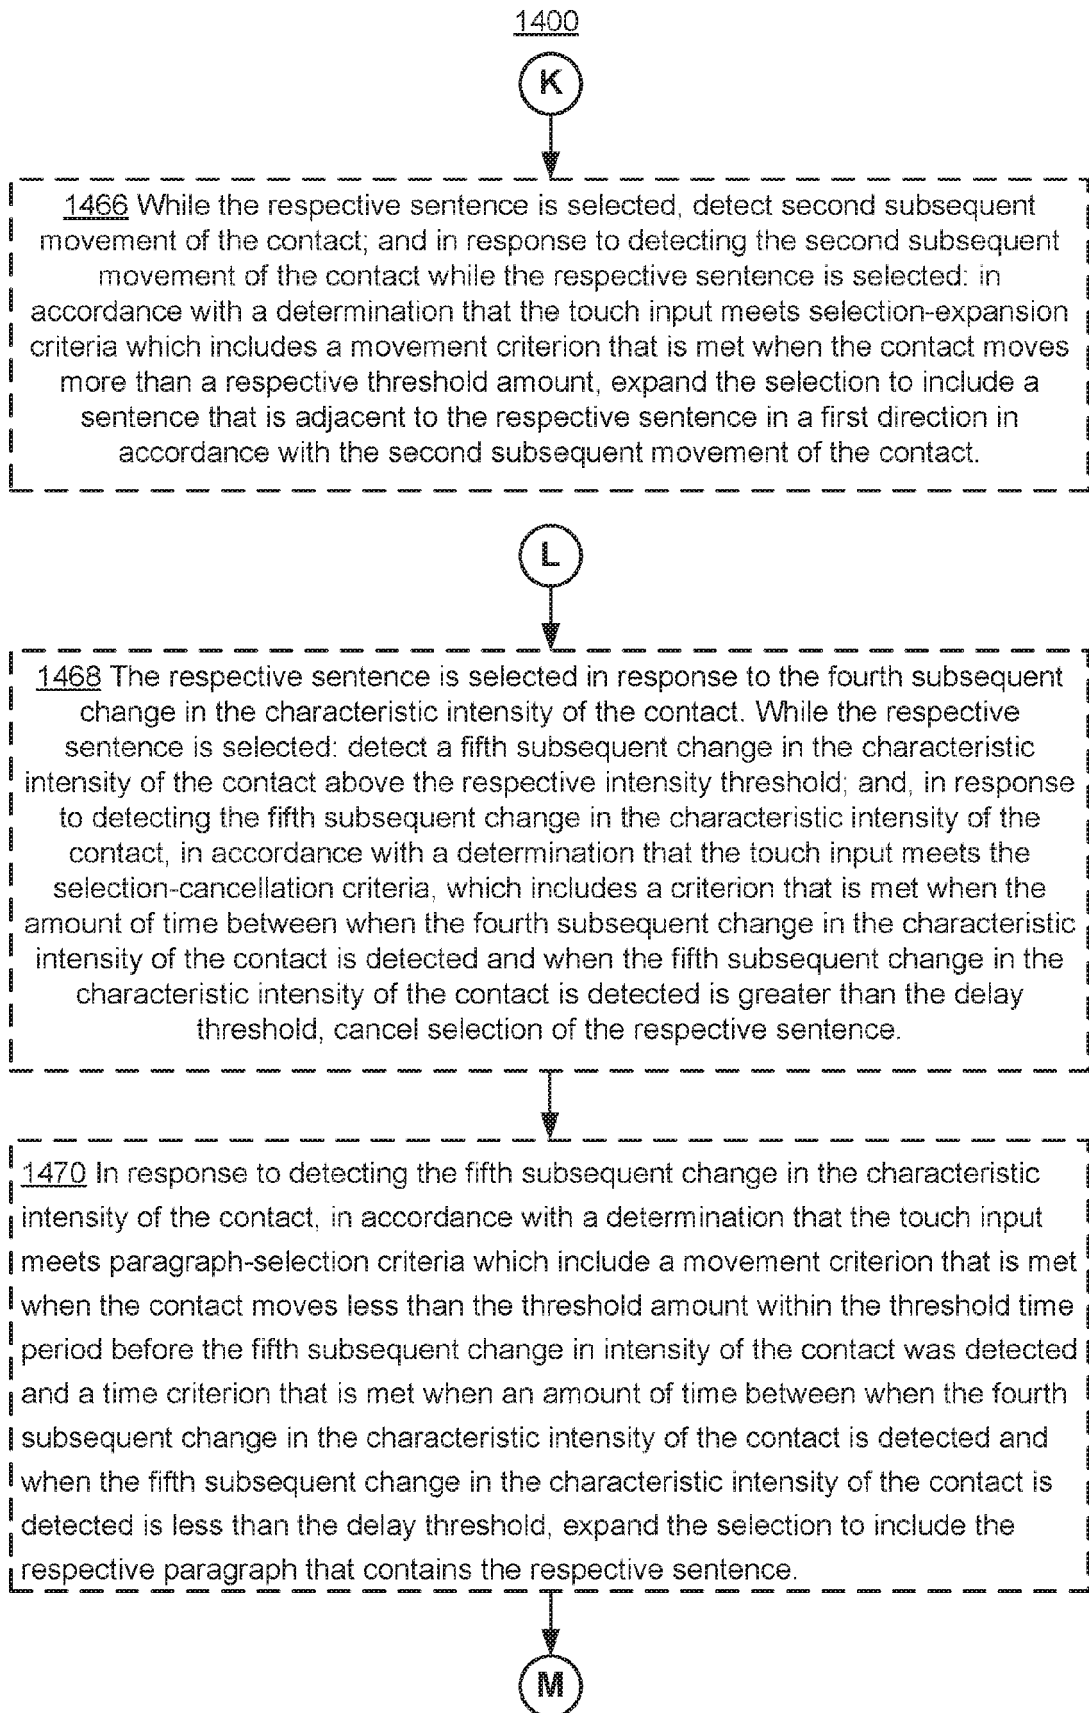 1400
K
1466 While the respective sentence is selected, detect second subsequent
movement of the contact; and in response to detecting the second subsequent
movement of the contact while the respective sentence is selected: in
accordance with a determination that the touch input meets selection-expansion
criteria which includes a movement criterion that is met when the contact moves
more than a respective threshold amount, expand the selection to include a
sentence that is adjacent to the respective sentence in a first direction in
accordance with the second subsequent movement of the contact.
L
1468 The respective sentence is selected in response to the fourth subsequent
change in the characteristic intensity of the contact. While the respective
sentence is selected: detect a fifth subsequent change in the characteristic
intensity of the contact above the respective intensity threshold; and, in response
to detecting the fifth subsequent change in the characteristic intensity of the
contact, in accordance with a determination that the touch input meets the
selection-cancellation criteria, which includes a criterion that is met when the
amount of time between when the fourth subsequent change in the characteristic
intensity of the contact is detected and when the fifth subsequent change in the
characteristic intensity of the contact is detected is greater than the delay
threshold, cancel selection of the respective sentence.
1470 In response to detecting the fifth subsequent change in the characteristic
intensity of the contact, in accordance with a determination that the touch input
meets paragraph-selection criteria which include a movement criterion that is met
when the contact moves less than the threshold amount within the threshold time
period before the fifth subsequent change in intensity of the contact was detected
and a time criterion that is met when an amount of time between when the fourth
subsequent change in the characteristic intensity of the contact is detected and
when the fifth subsequent change in the characteristic intensity of the contact is
detected is less than the delay threshold, expand the selection to include the
respective paragraph that contains the respective sentence.
M